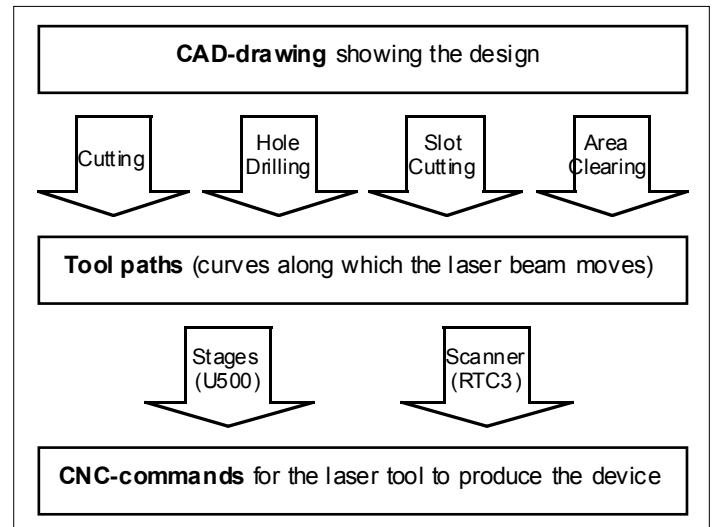 CAD-drawing showing the design
Cutting
Hole
Drilling
Slot
Cutting
Area
Clearing
Tool paths (curves along which the laser beam moves)
Stages
(U500)
Scanner
(RTC3)
CNC-commands for the laser tool to produce the device